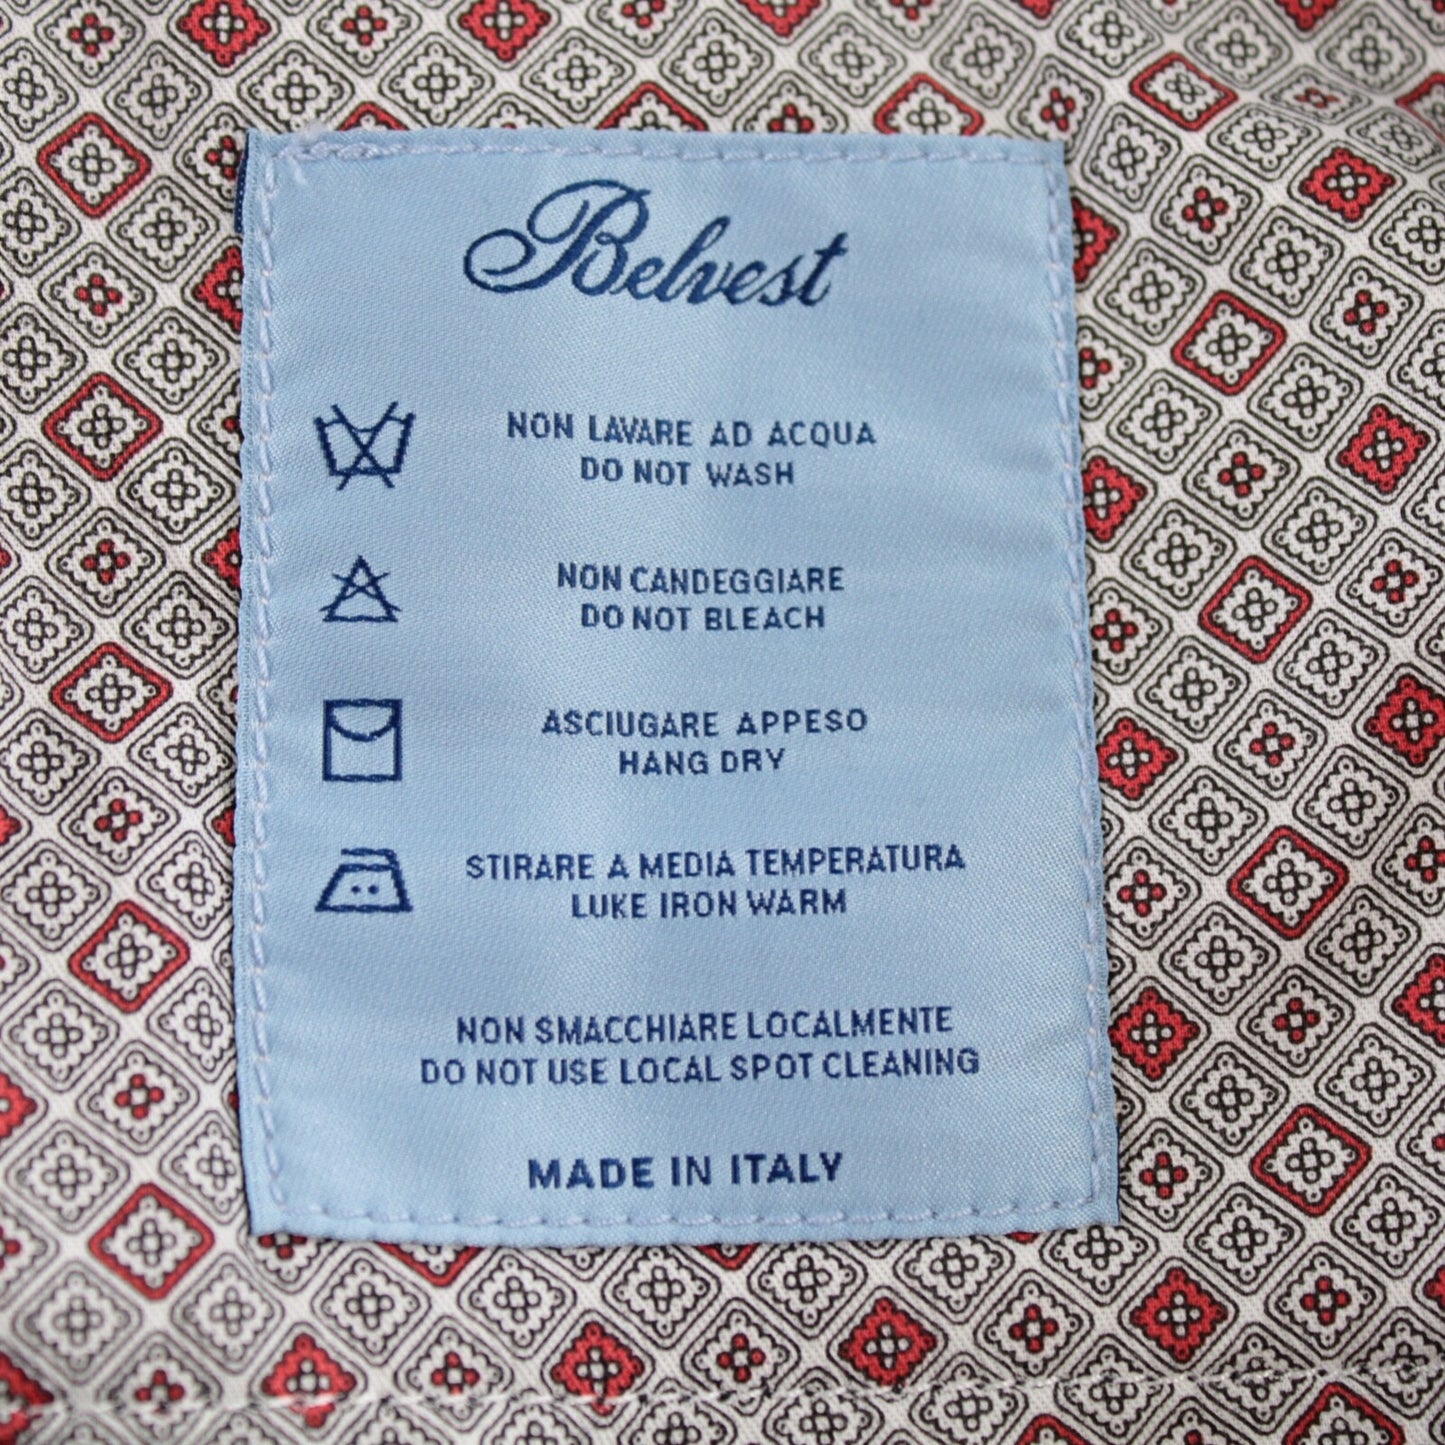 Belvest
NON LAVARE AD ACQUA
DO NOT WASH
NON CANDEGGIARE
DO NOT BLEACH
ASCIUGARE APPESO
HANG DRY
STIRARE A MEDIA TEMPERATURA
LUKE IRON WARM
NON SMACCHIARE LOCALMENTE
DO NOT USE LOCAL SPOT CLEANING
MADE IN ITALY